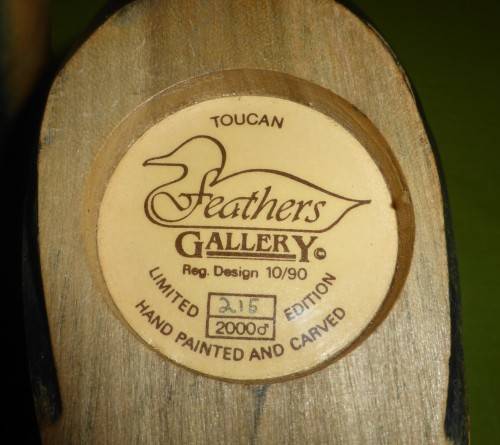 TOUCAN
Feathers
GALLERY ©
Reg. Design 10/90
LIMITED EDITION
215
2000♂
HAND PAINTED AND CARVED